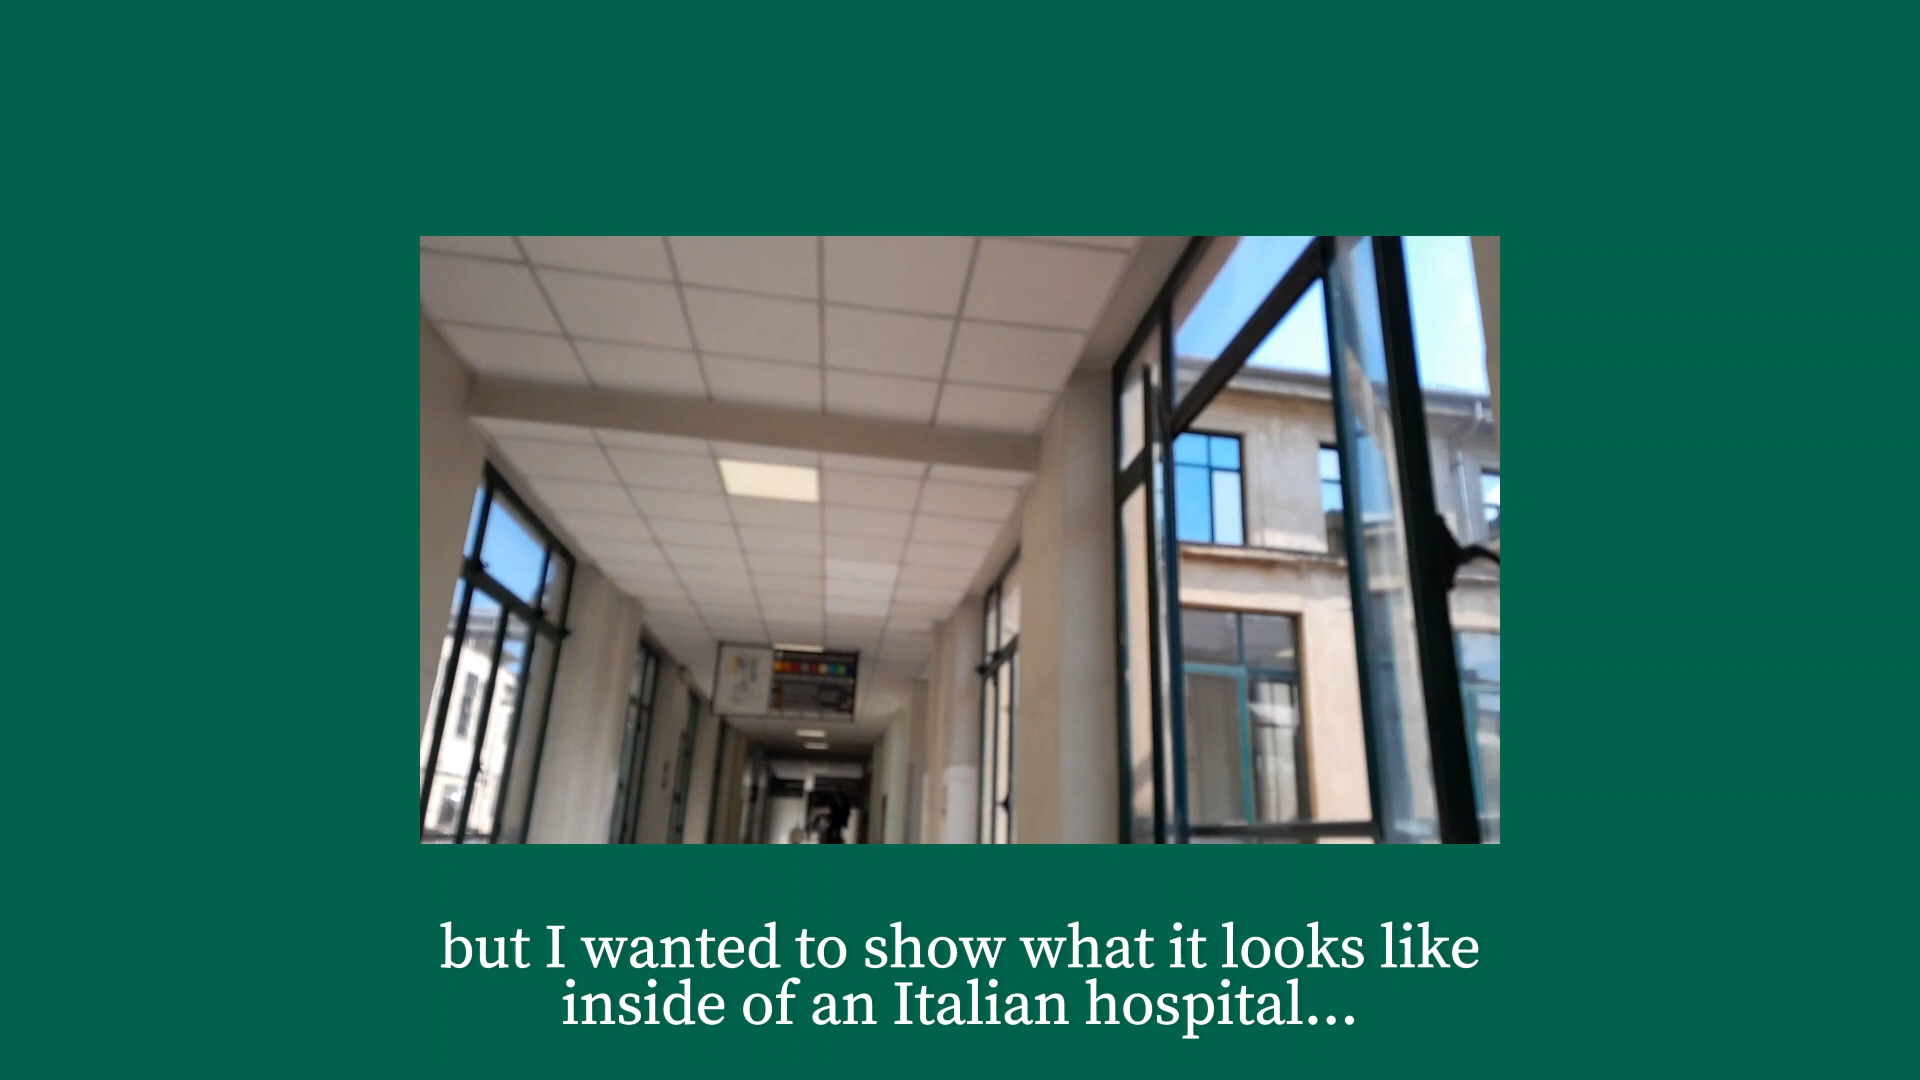 but I wanted to show what it looks like
inside of an Italian hospital...